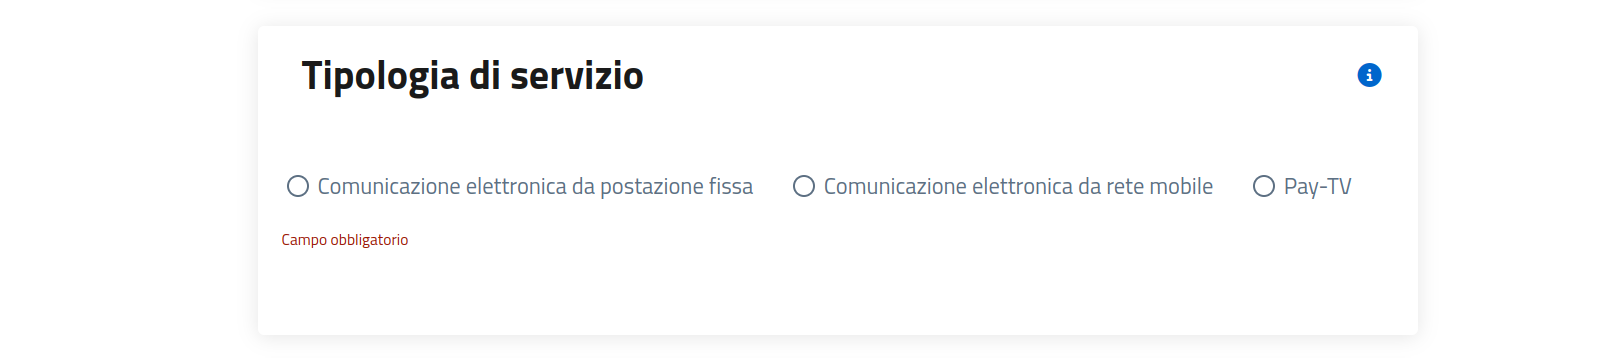 Tipologia di servizio
Comunicazione elettronica da postazione fissa Comunicazione elettronica da rete mobile Pay-TV
Campo obbligatorio